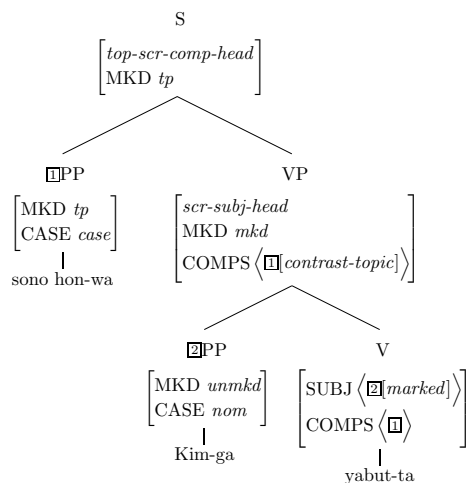 S
[top-scr-comp-head
MKD tp]
1PP VP
[MKD tp
CASE case]
[scr-subj-head
MKD mkd
COMPS ⟨1[contrast-topic]⟩]
sono hon-wa
2PP V
[MKD unmkd
CASE nom]
[SUBJ ⟨2[marked]⟩
COMPS ⟨1⟩]
Kim-ga
yabut-ta